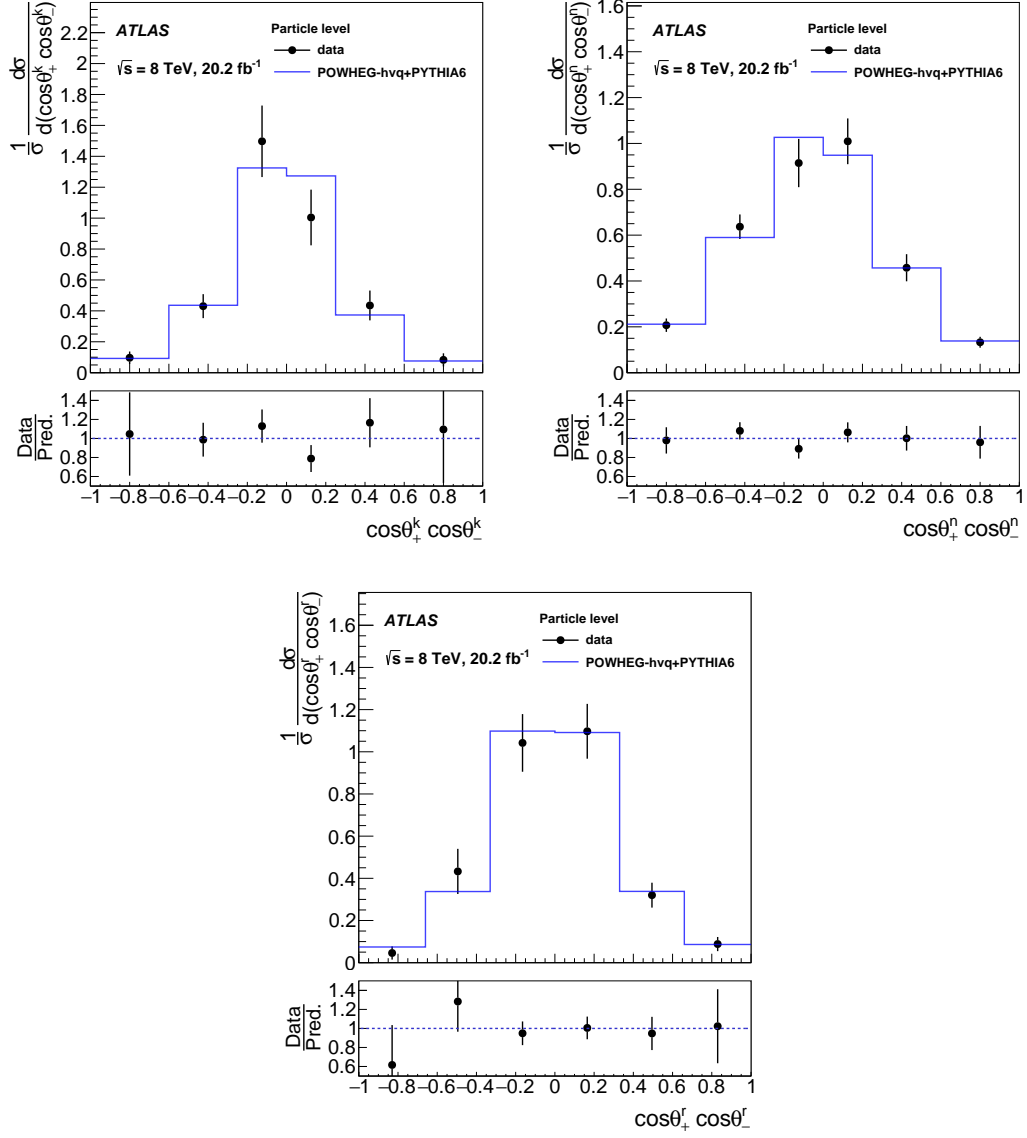 ATLAS
√s = 8 TeV, 20.2 fb⁻¹
Particle level
data
POWHEG-hvq+PYTHIA6
1/σ dσ/d(cosθ₊ᵏ cosθ₋ᵏ)
2.2
2
1.8
1.6
1.4
1.2
1
0.8
0.6
0.4
0.2
0
Data/Pred.
1.4
1.2
1
0.8
0.6
−1 −0.8 −0.6 −0.4 −0.2 0 0.2 0.4 0.6 0.8 1
cosθ₊ᵏ cosθ₋ᵏ
ATLAS
√s = 8 TeV, 20.2 fb⁻¹
Particle level
data
POWHEG-hvq+PYTHIA6
1/σ dσ/d(cosθ₊ⁿ cosθ₋ⁿ)
1.6
1.4
1.2
1
0.8
0.6
0.4
0.2
0
Data/Pred.
1.4
1.2
1
0.8
0.6
−1 −0.8 −0.6 −0.4 −0.2 0 0.2 0.4 0.6 0.8 1
cosθ₊ⁿ cosθ₋ⁿ
ATLAS
√s = 8 TeV, 20.2 fb⁻¹
Particle level
data
POWHEG-hvq+PYTHIA6
1/σ dσ/d(cosθ₊ʳ cosθ₋ʳ)
1.6
1.4
1.2
1
0.8
0.6
0.4
0.2
0
Data/Pred.
1.4
1.2
1
0.8
0.6
−1 −0.8 −0.6 −0.4 −0.2 0 0.2 0.4 0.6 0.8 1
cosθ₊ʳ cosθ₋ʳ